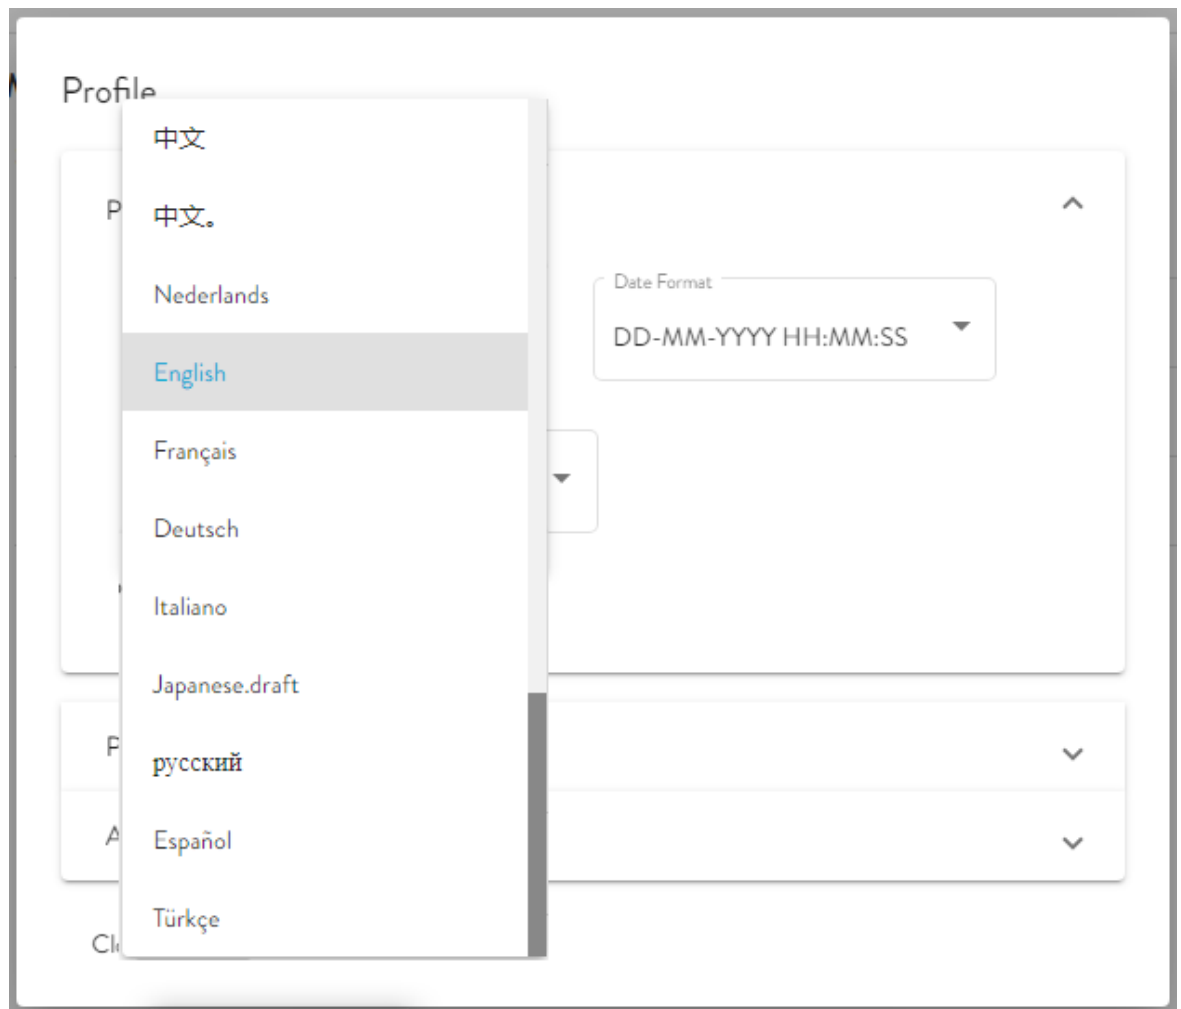 Profile
中文
中文。
Nederlands
Date Format
DD-MM-YYYY HH:MM:SS
English
Français
Deutsch
Italiano
Japanese.draft
русский
Español
Türkçe